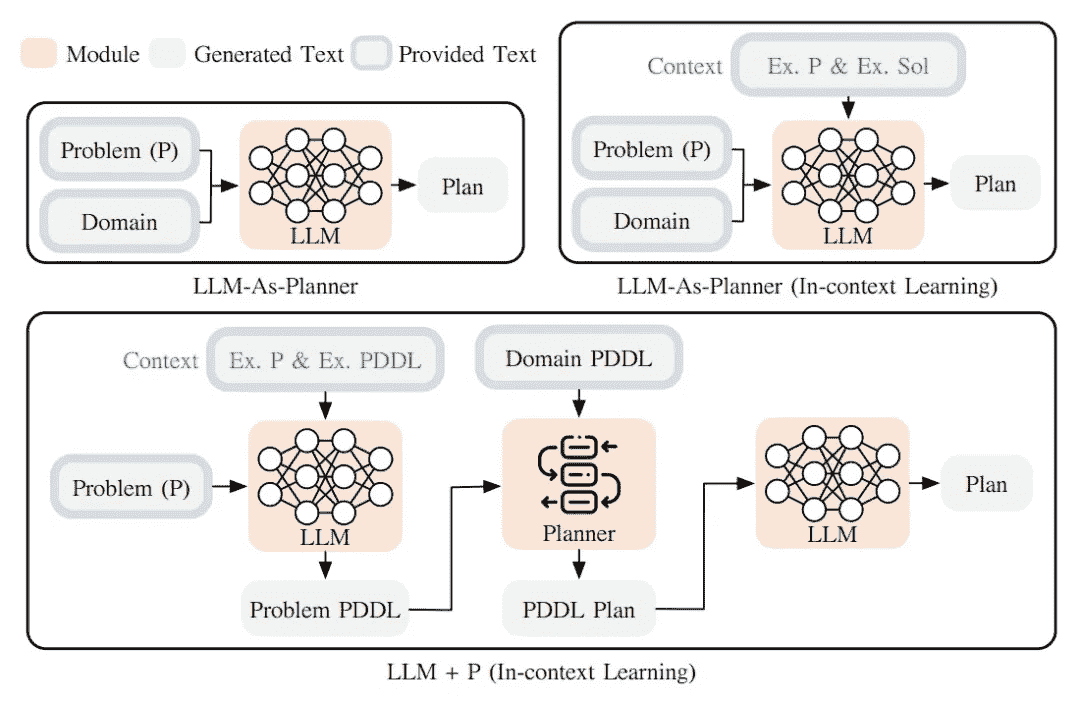 Module Generated Text Provided Text
Problem (P)
Domain
LLM
Plan
LLM-As-Planner
Context Ex. P & Ex. Sol
Problem (P)
Domain
LLM
Plan
LLM-As-Planner (In-context Learning)
Context Ex. P & Ex. PDDL
Domain PDDL
Problem (P)
LLM
Planner
LLM
Plan
Problem PDDL
PDDL Plan
LLM + P (In-context Learning)